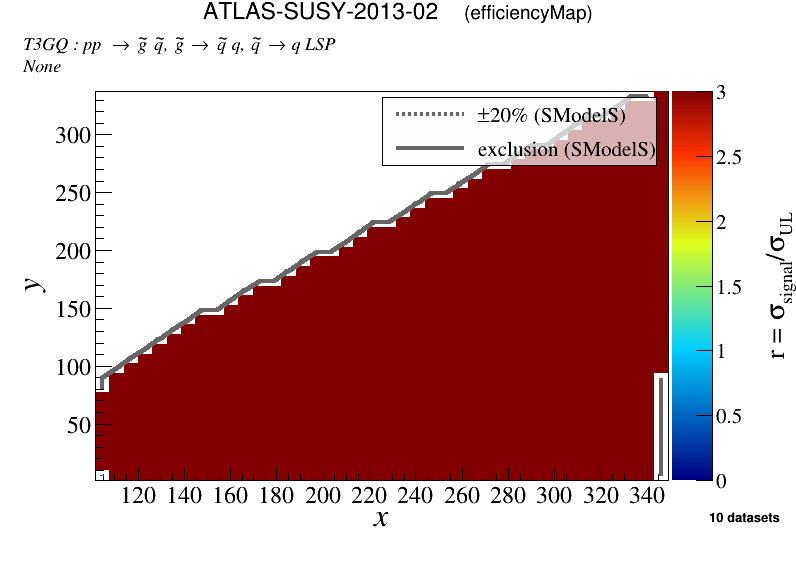 ATLAS-SUSY-2013-02 (efficiencyMap)
T3GQ : pp → g̃ q̃, g̃ → q̃ q, q̃ → q LSP
None
±20% (SModelS)
exclusion (SModelS)
300
250
200
150
100
50
y
120 140 160 180 200 220 240 260 280 300 320 340
x
3
2.5
2
1.5
1
0.5
0
r = σ_signal/σ_UL
10 datasets